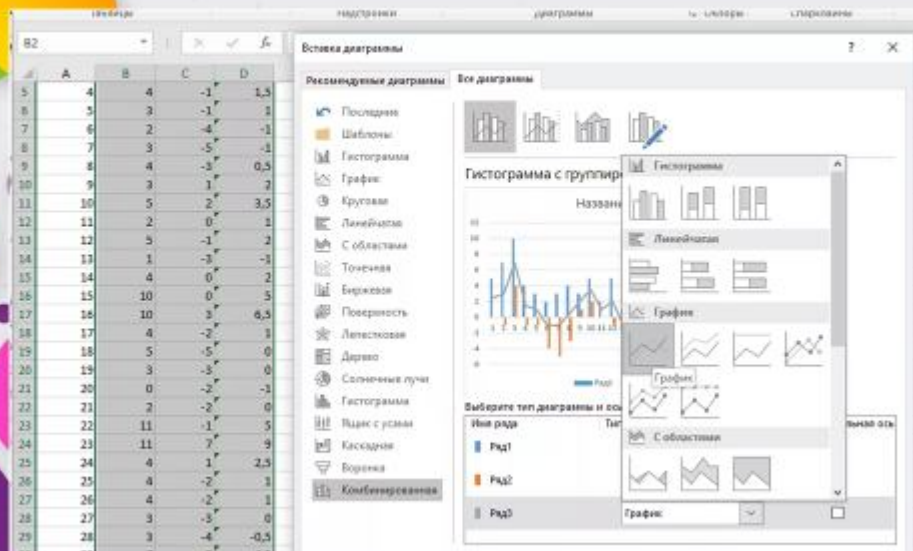 Таблицы Надстройки Диаграммы Спарклайны
B2
Вставка диаграммы ? ×
A B C D
5 4 4 -1 1,5
6 5 3 -1 1
7 6 2 -4 -1
8 7 3 -5 -1
9 8 4 -3 0,5
10 9 3 1 2
11 10 5 2 3,5
12 11 2 0 1
13 12 5 -1 2
14 13 1 -3 -1
15 14 4 0 2
16 15 10 0 5
17 16 10 3 6,5
18 17 4 -2 1
19 18 5 -5 0
20 19 3 -3 0
21 20 0 -2 -1
22 21 2 -2 0
23 22 11 -1 5
24 23 11 7 9
25 24 4 1 2,5
26 25 4 -2 1
27 26 4 -2 1
28 27 3 -3 0
29 28 3 -4 -0,5
Рекомендуемые диаграммы
Все диаграммы
Последние
Шаблоны
Гистограмма
График
Круговая
Линейчатая
С областями
Точечная
Биржевая
Поверхность
Лепестковая
Дерево
Солнечные лучи
Гистограмма
Ящик с усами
Каскадная
Воронка
Комбинированная
Гистограмма с группир
Назван
Ряд1
Выберите тип диаграммы и ось
Имя ряда Тип льная ось
Ряд1
Ряд2
Ряд3 График
Гистограмма
Линейчатая
График
График
С областями